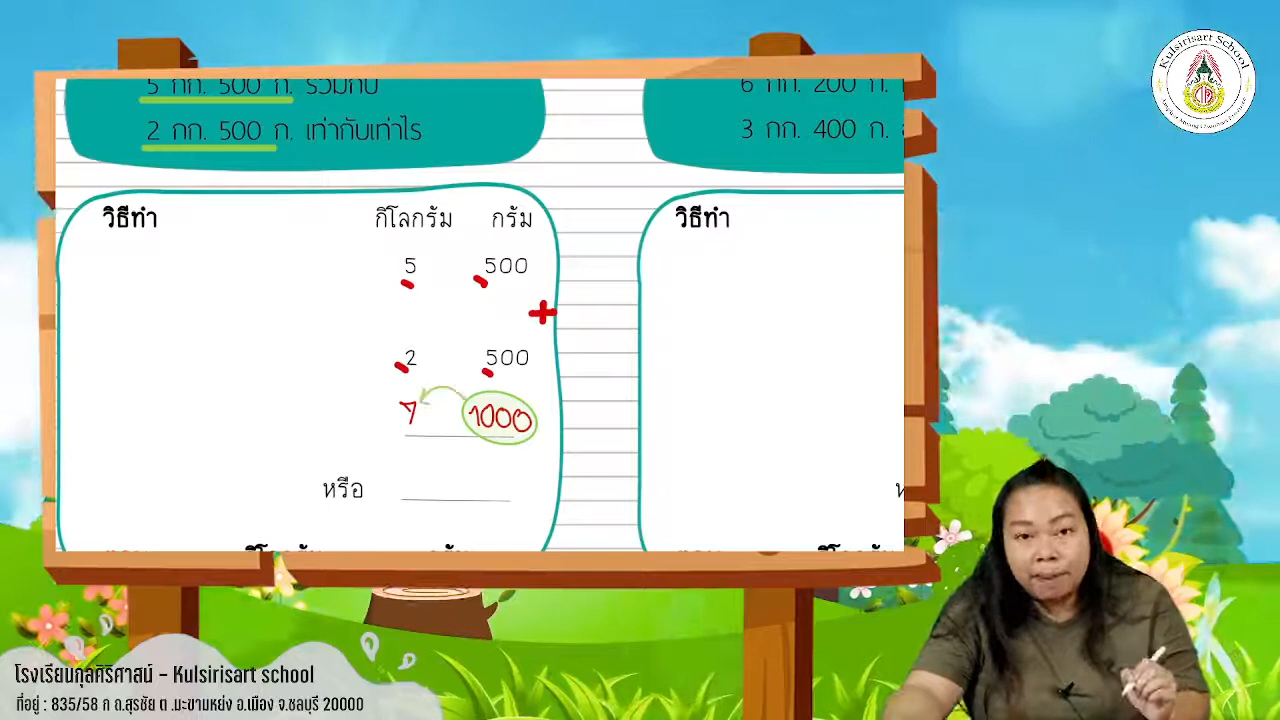 5 กก. 500 ก. รวมกับ
2 กก. 500 ก. เท่ากับเท่าไร
วิธีทำ
กิโลกรัม กรัม
5 500
+
2 500
7 1000
หรือ
6 กก. 200 ก.
3 กก. 400 ก.
วิธีทำ
Kulsirisart School
โรงเรียนกุลศิริศาสน์ - Kulsirisart school
ที่อยู่ : 835/58 ก ถ.สุรชัย ต .มะขามหย่ง อ.เมือง จ.ชลบุรี 20000